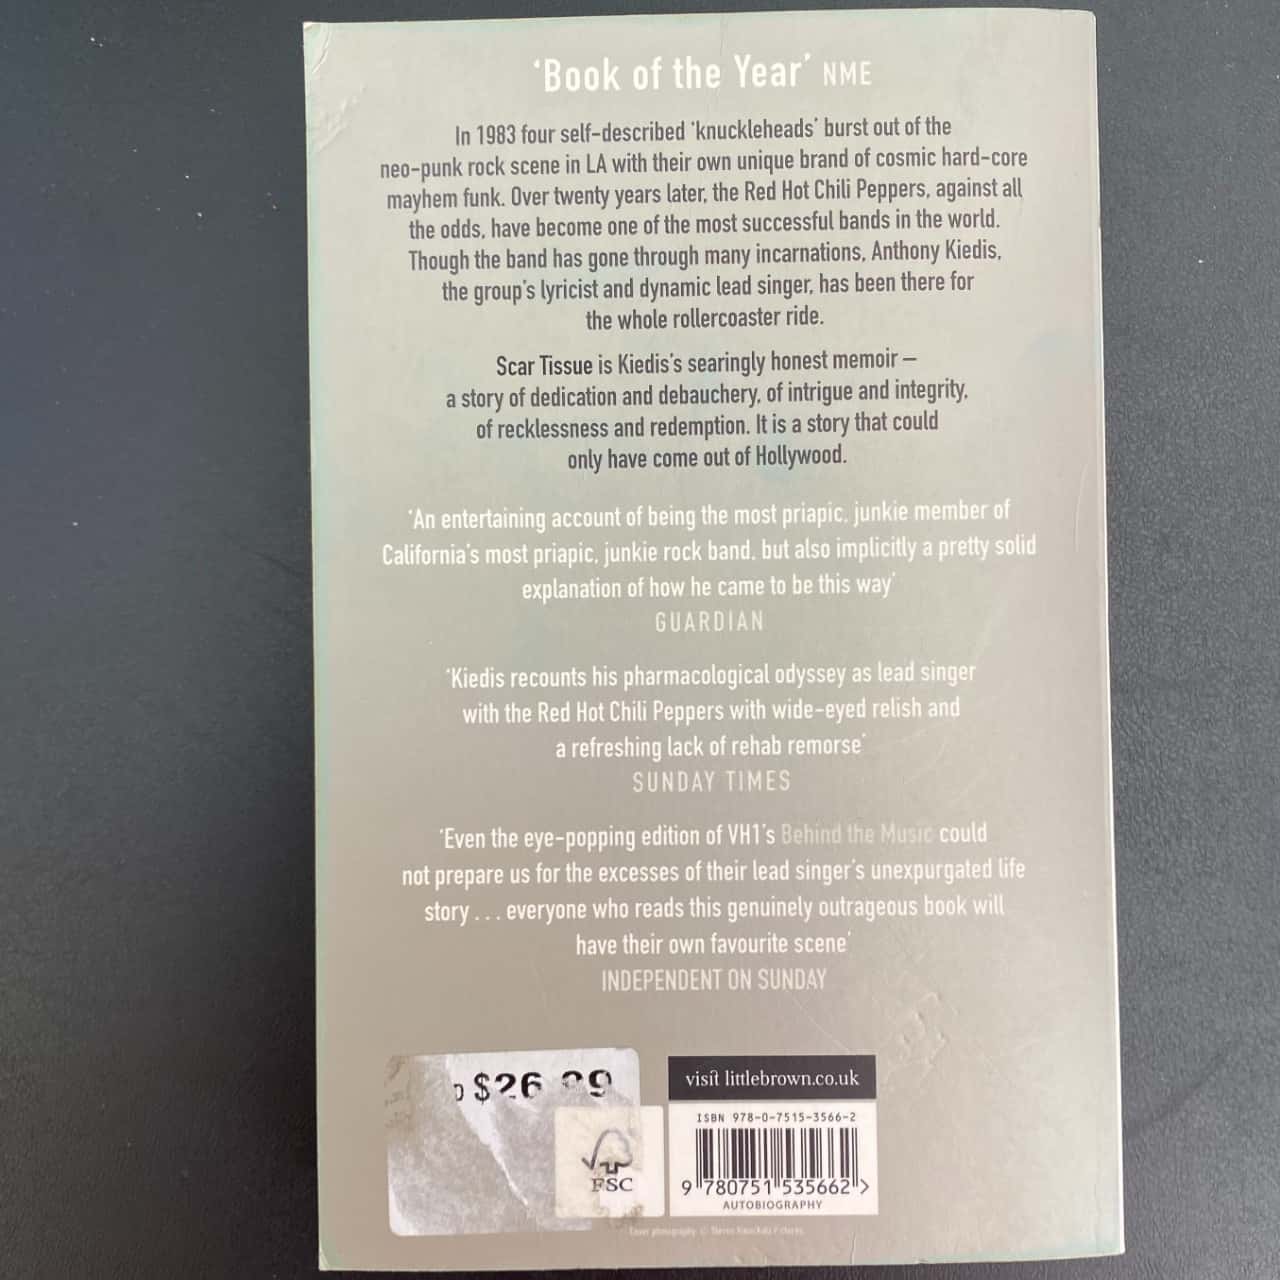 ‘Book of the Year’ NME
In 1983 four self-described ‘knuckleheads’ burst out of the
neo-punk rock scene in LA with their own unique brand of cosmic hard-core
mayhem funk. Over twenty years later, the Red Hot Chili Peppers, against all
the odds, have become one of the most successful bands in the world.
Though the band has gone through many incarnations, Anthony Kiedis,
the group's lyricist and dynamic lead singer, has been there for
the whole rollercoaster ride.
Scar Tissue is Kiedis's searingly honest memoir –
a story of dedication and debauchery, of intrigue and integrity,
of recklessness and redemption. It is a story that could
only have come out of Hollywood.
‘An entertaining account of being the most priapic, junkie member of
California's most priapic, junkie rock band, but also implicitly a pretty solid
explanation of how he came to be this way’
GUARDIAN
‘Kiedis recounts his pharmacological odyssey as lead singer
with the Red Hot Chili Peppers with wide-eyed relish and
a refreshing lack of rehab remorse’
SUNDAY TIMES
‘Even the eye-popping edition of VH1's Behind the Music could
not prepare us for the excesses of their lead singer's unexpurgated life
story . . . everyone who reads this genuinely outrageous book will
have their own favourite scene’
INDEPENDENT ON SUNDAY
$26
FSC
visit littlebrown.co.uk
ISBN 978-0-7515-3566-2
9 780751 535662 >
AUTOBIOGRAPHY
Cover photography ©